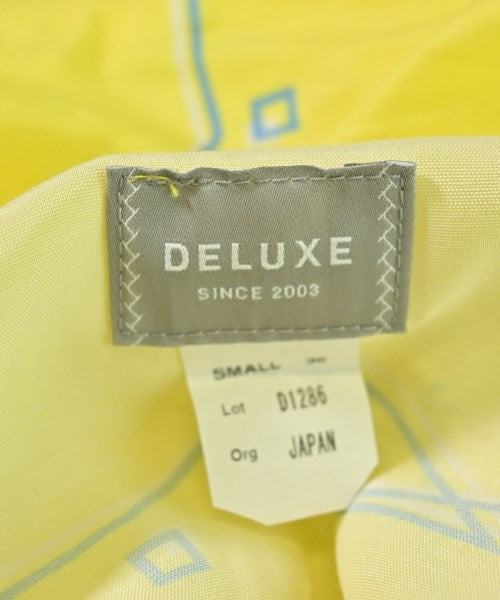 DELUXE
SINCE 2003
SMALL
Lot D1286
Org JAPAN